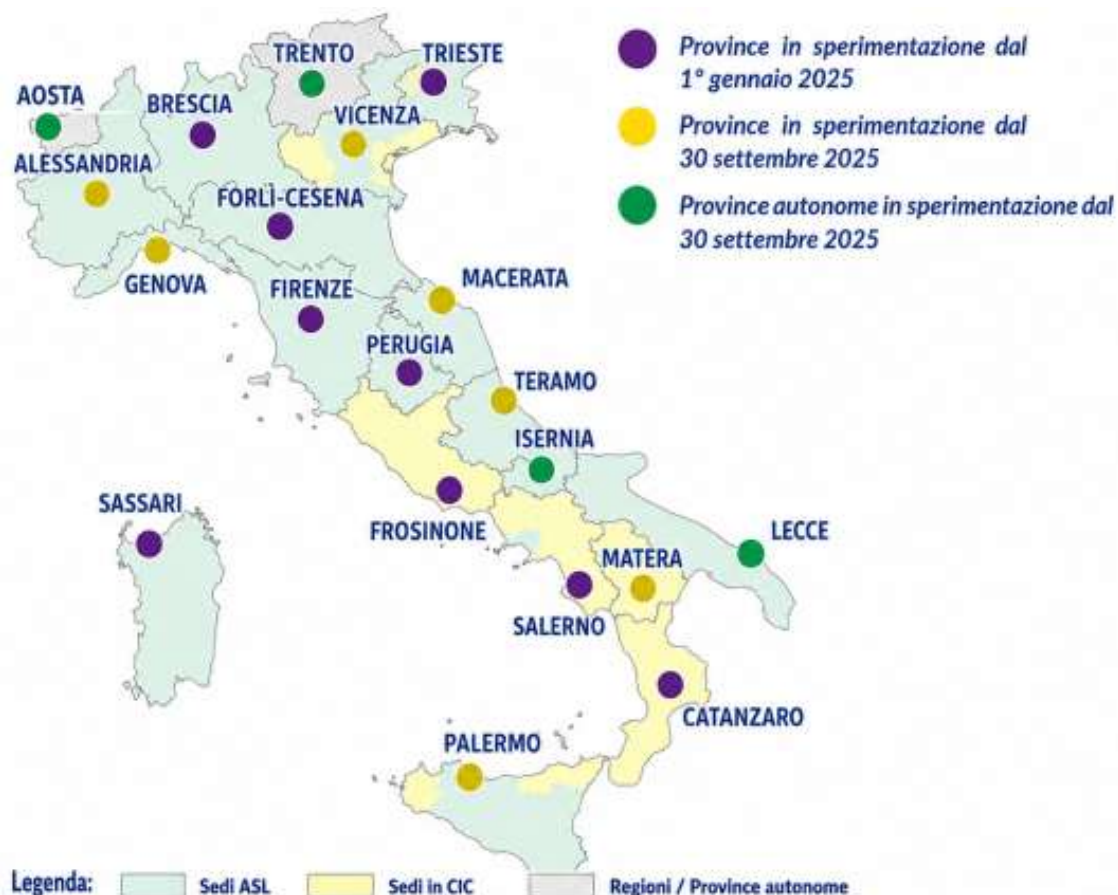 TRENTO
TRIESTE
AOSTA
BRESCIA
VICENZA
ALESSANDRIA
FORLÌ-CESENA
GENOVA
FIRENZE
MACERATA
PERUGIA
TERAMO
ISERNIA
SASSARI
FROSINONE
LECCE
MATERA
SALERNO
CATANZARO
PALERMO
Province in sperimentazione dal
1° gennaio 2025
Province in sperimentazione dal
30 settembre 2025
Province autonome in sperimentazione dal
30 settembre 2025
Legenda: Sedi ASL Sedi in CIC Regioni / Province autonome